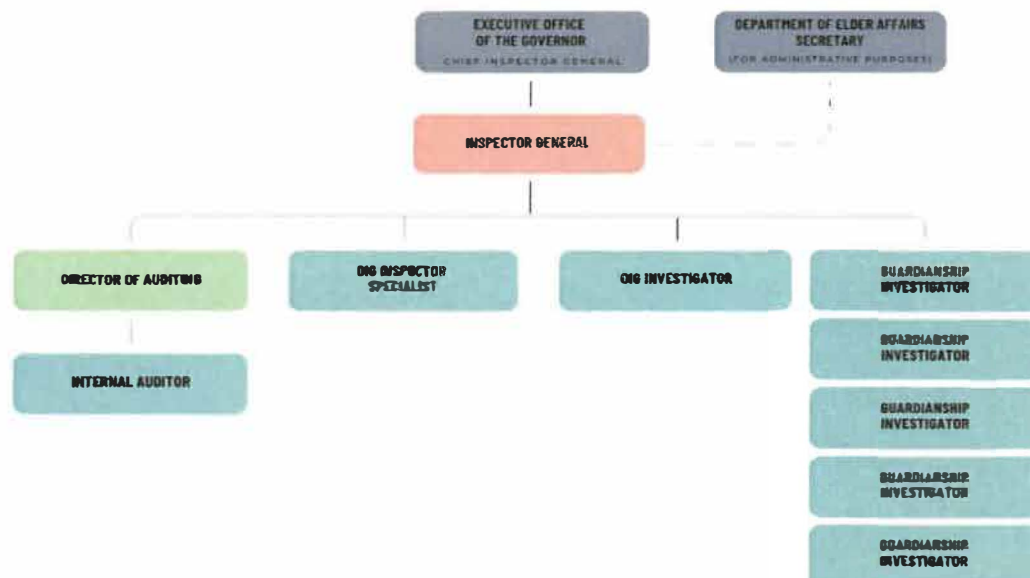 EXECUTIVE OFFICE
OF THE GOVERNOR
CHIEF INSPECTOR GENERAL
DEPARTMENT OF ELDER AFFAIRS
SECRETARY
(FOR ADMINISTRATIVE PURPOSES)
INSPECTOR GENERAL
DIRECTOR OF AUDITING
OIG INSPECTOR
SPECIALIST
OIG INVESTIGATOR
GUARDIANSHIP
INVESTIGATOR
INTERNAL AUDITOR
GUARDIANSHIP
INVESTIGATOR
GUARDIANSHIP
INVESTIGATOR
GUARDIANSHIP
INVESTIGATOR
GUARDIANSHIP
INVESTIGATOR